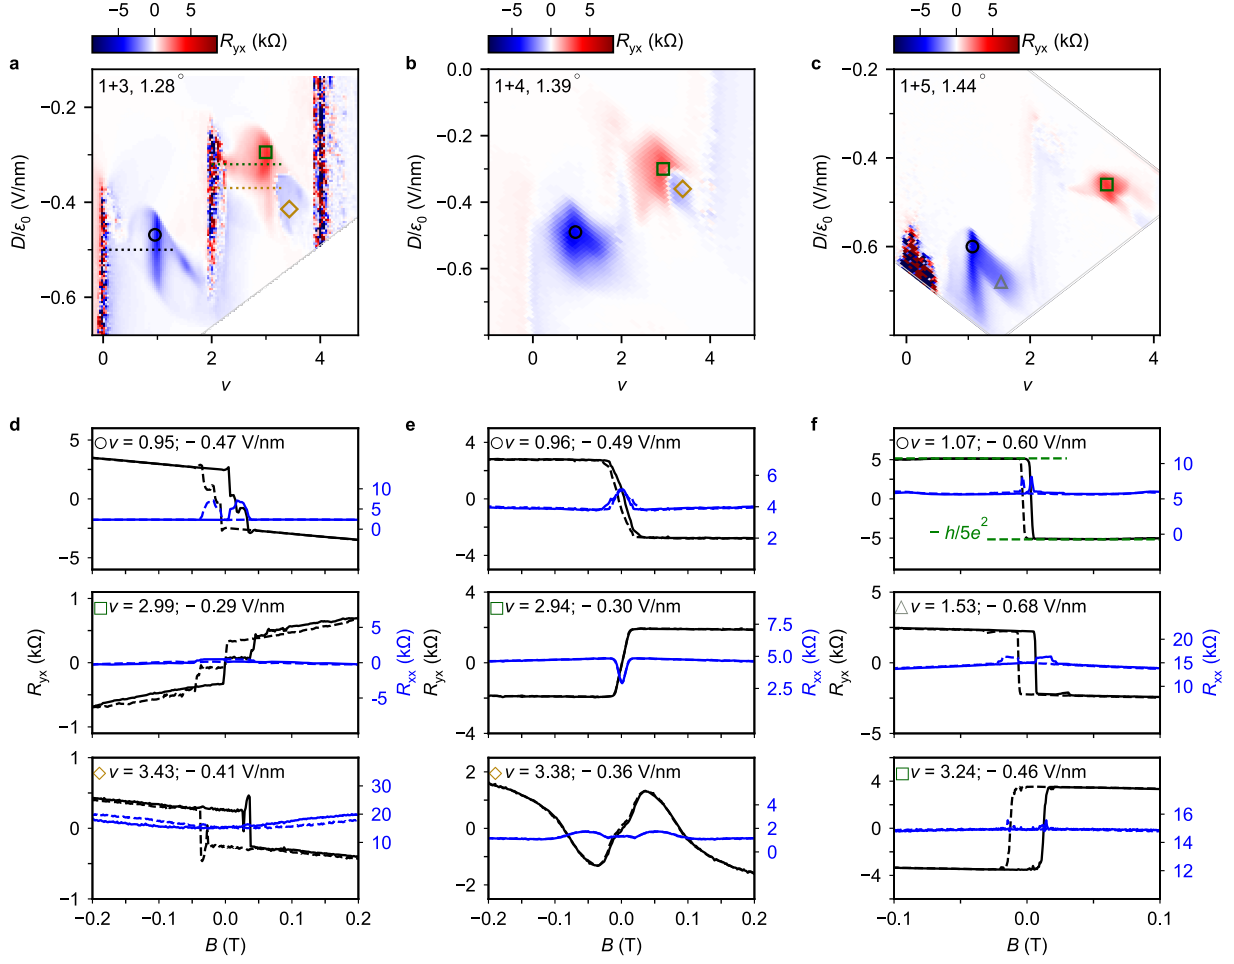 −5 0 5 R_yx (kΩ)
−5 0 5 R_yx (kΩ)
−5 0 5 R_yx (kΩ)
a
1+3, 1.28°
−0.2
−0.4
−0.6
D/ε₀ (V/nm)
0 2 4
ν
b
1+4, 1.39°
0.0
−0.2
−0.4
−0.6
D/ε₀ (V/nm)
0 2 4
ν
c
1+5, 1.44°
−0.2
−0.4
−0.6
D/ε₀ (V/nm)
0 2 4
ν
d
ν = 0.95; − 0.47 V/nm
5
0
−5
10
5
0
ν = 2.99; − 0.29 V/nm
1
0
−1
R_yx (kΩ)
5
0
−5
R_xx (kΩ)
ν = 3.43; − 0.41 V/nm
1
0
−1
30
20
10
−0.2 −0.1 0.0 0.1 0.2
B (T)
e
ν = 0.96; − 0.49 V/nm
4
2
0
−2
−4
6
4
2
ν = 2.94; − 0.30 V/nm
4
2
0
−2
−4
R_yx (kΩ)
7.5
5.0
2.5
R_xx (kΩ)
ν = 3.38; − 0.36 V/nm
2
0
−2
4
2
0
−0.2 −0.1 0.0 0.1 0.2
B (T)
f
ν = 1.07; − 0.60 V/nm
5
0
−5
− h/5e²
10
5
0
ν = 1.53; − 0.68 V/nm
5
0
−5
R_yx (kΩ)
20
15
10
R_xx (kΩ)
ν = 3.24; − 0.46 V/nm
4
0
−4
16
14
12
−0.1 0.0 0.1
B (T)